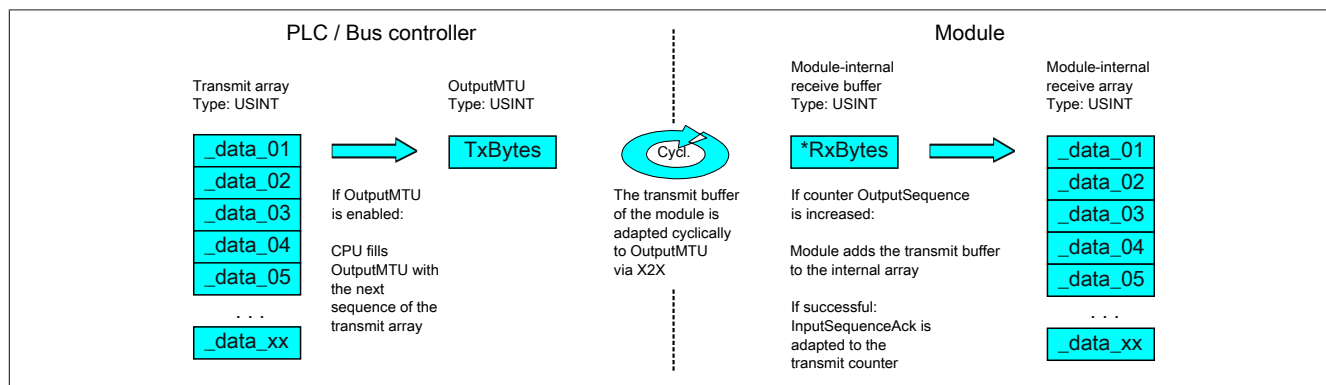 PLC / Bus controller
Module
Transmit array
Type: USINT
OutputMTU
Type: USINT
Module-internal
receive buffer
Type: USINT
Module-internal
receive array
Type: USINT
_data_01
_data_02
_data_03
_data_04
_data_05
. . .
_data_xx
If OutputMTU
is enabled:
CPU fills
OutputMTU with
the next
sequence of the
transmit array
TxBytes
Cycl.
The transmit buffer
of the module is
adapted cyclically
to OutputMTU
via X2X
*RxBytes
If counter OutputSequence
is increased:
Module adds the transmit buffer
to the internal array
If successful:
InputSequenceAck is
adapted to the
transmit counter
_data_01
_data_02
_data_03
_data_04
_data_05
. . .
_data_xx